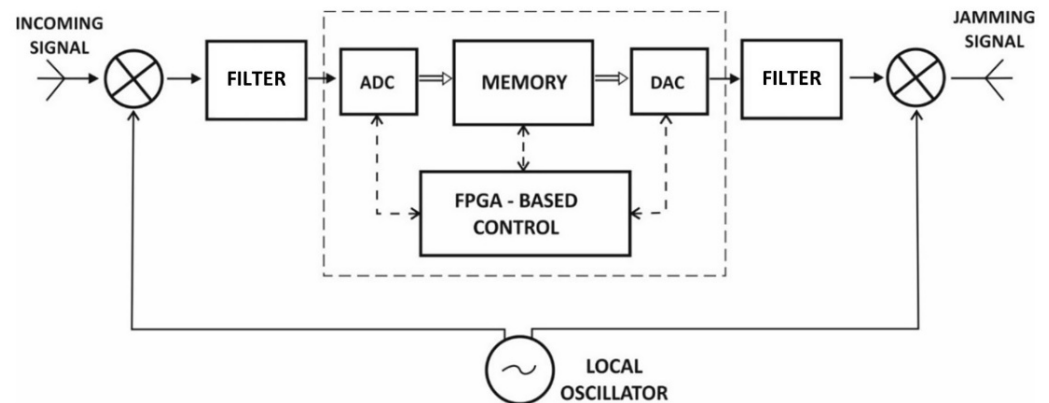 INCOMING
SIGNAL
JAMMING
SIGNAL
FILTER
ADC
MEMORY
DAC
FILTER
FPGA - BASED
CONTROL
LOCAL
OSCILLATOR